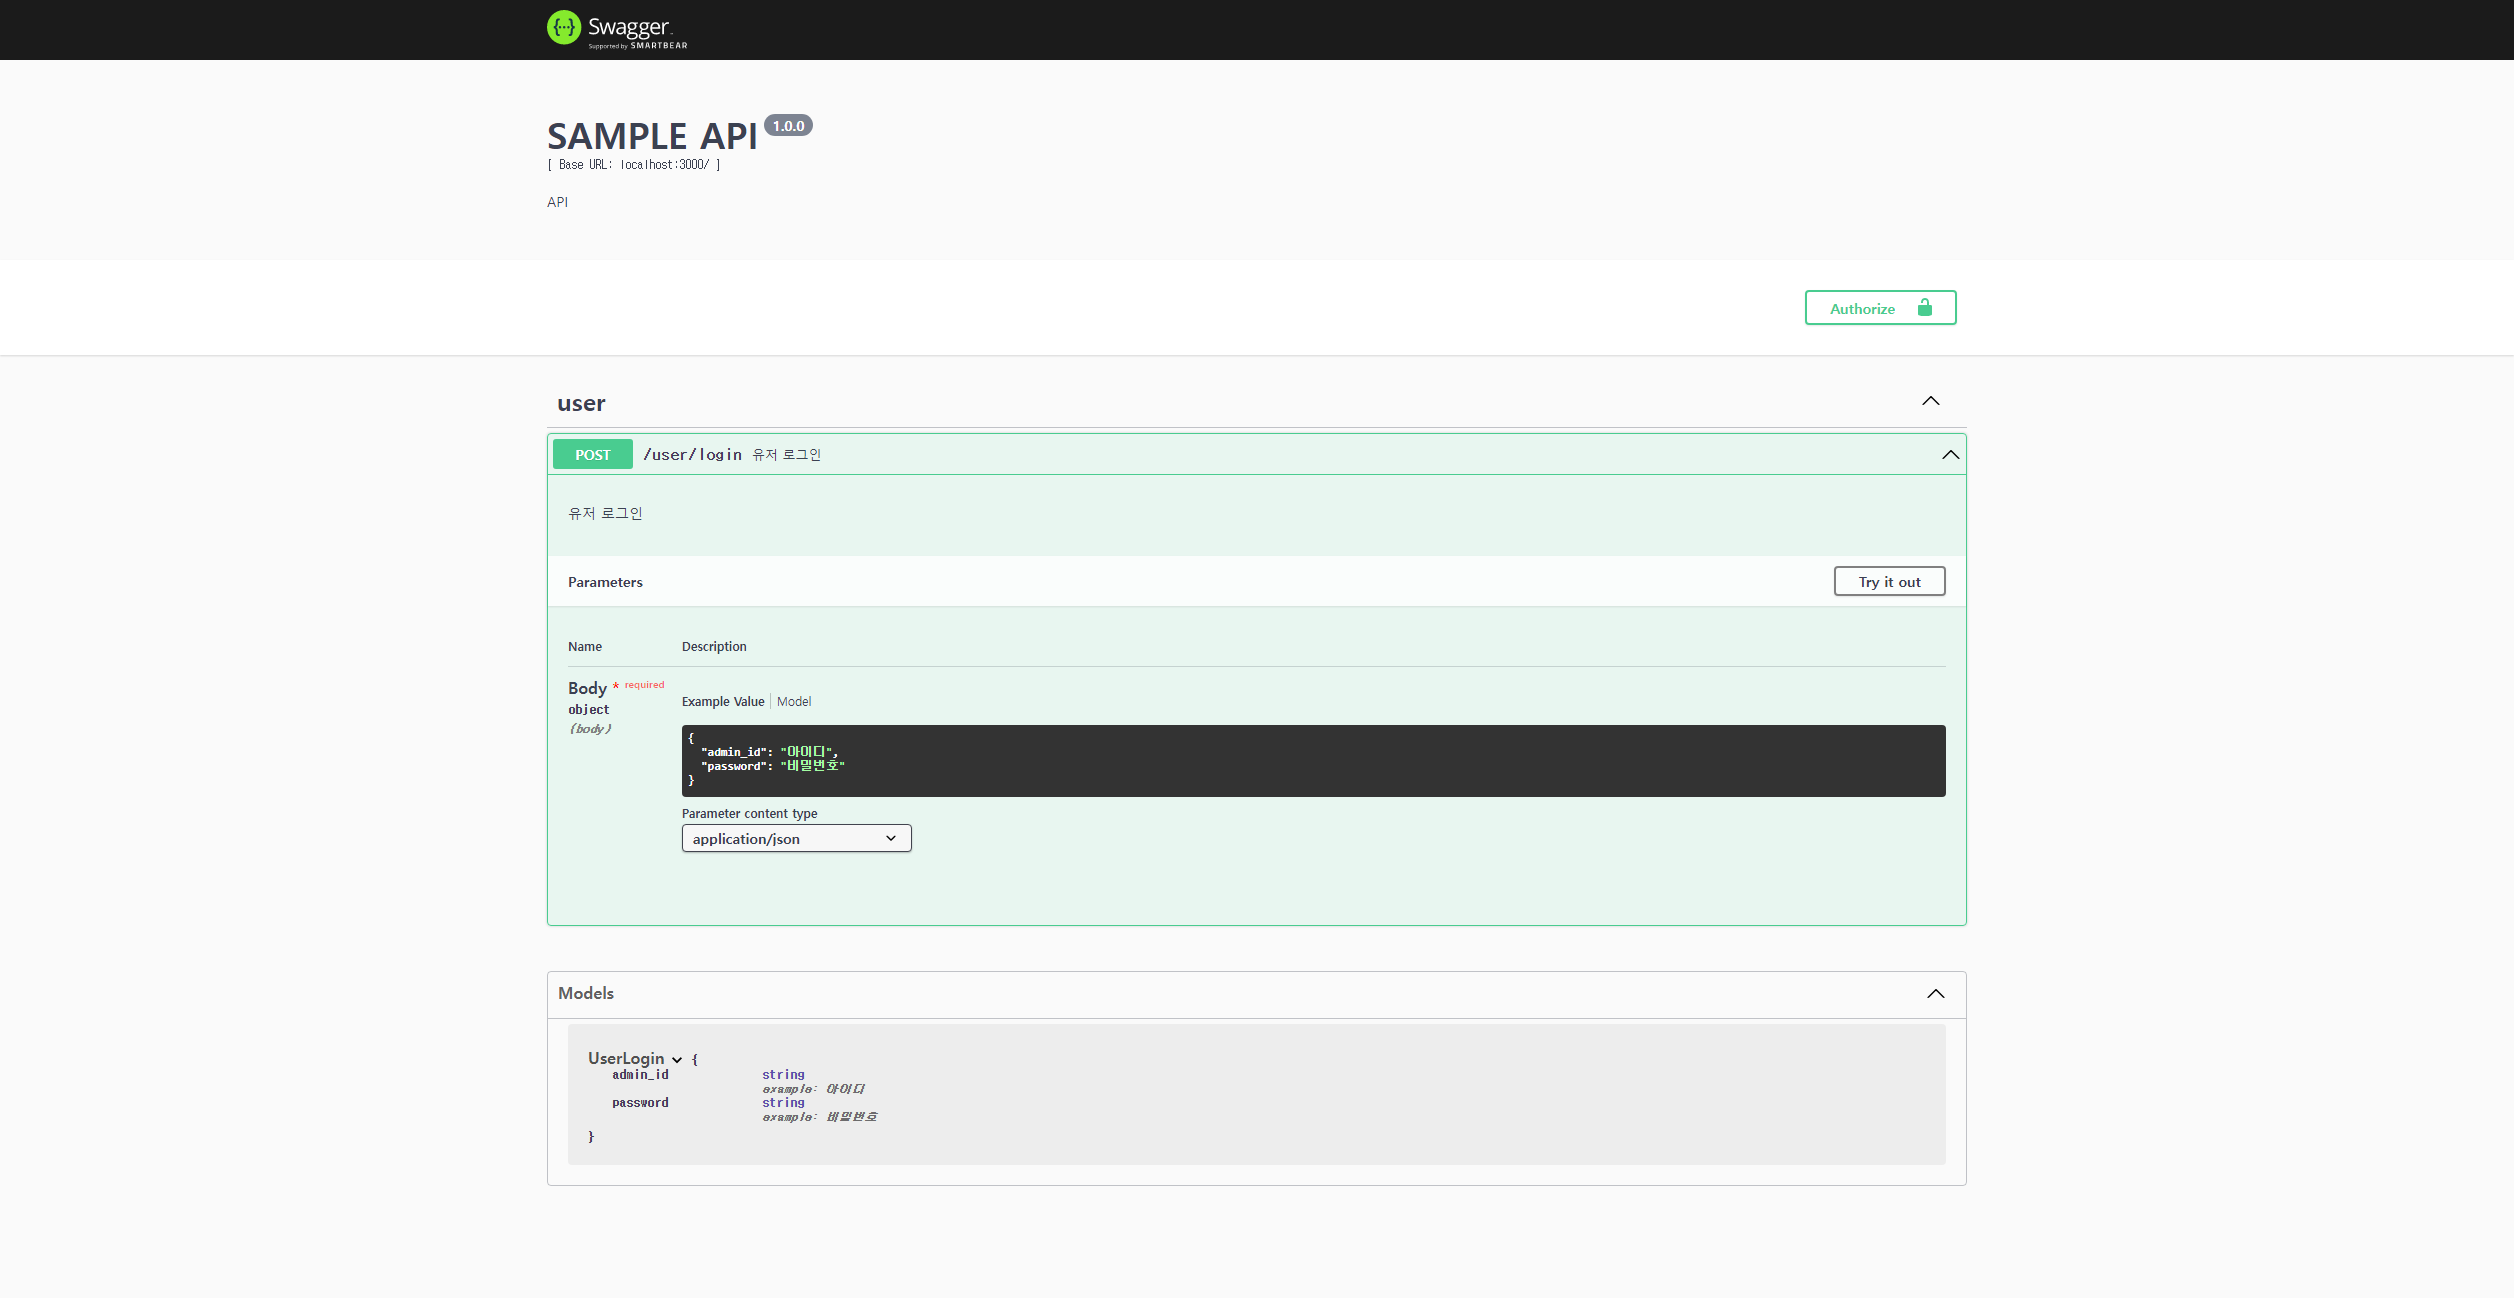 Swagger
Supported by SMARTBEAR
SAMPLE API 1.0.0
[ Base URL: localhost:3000/ ]
API
Authorize
user
POST /user/login 유저 로그인
유저 로그인
Parameters Try it out
Name Description
Body * required
object
(body)
Example Value Model
{
"admin_id": "아이디",
"password": "비밀번호"
}
Parameter content type
application/json
Models
UserLogin {
admin_id string
example: 아이디
password string
example: 비밀번호
}